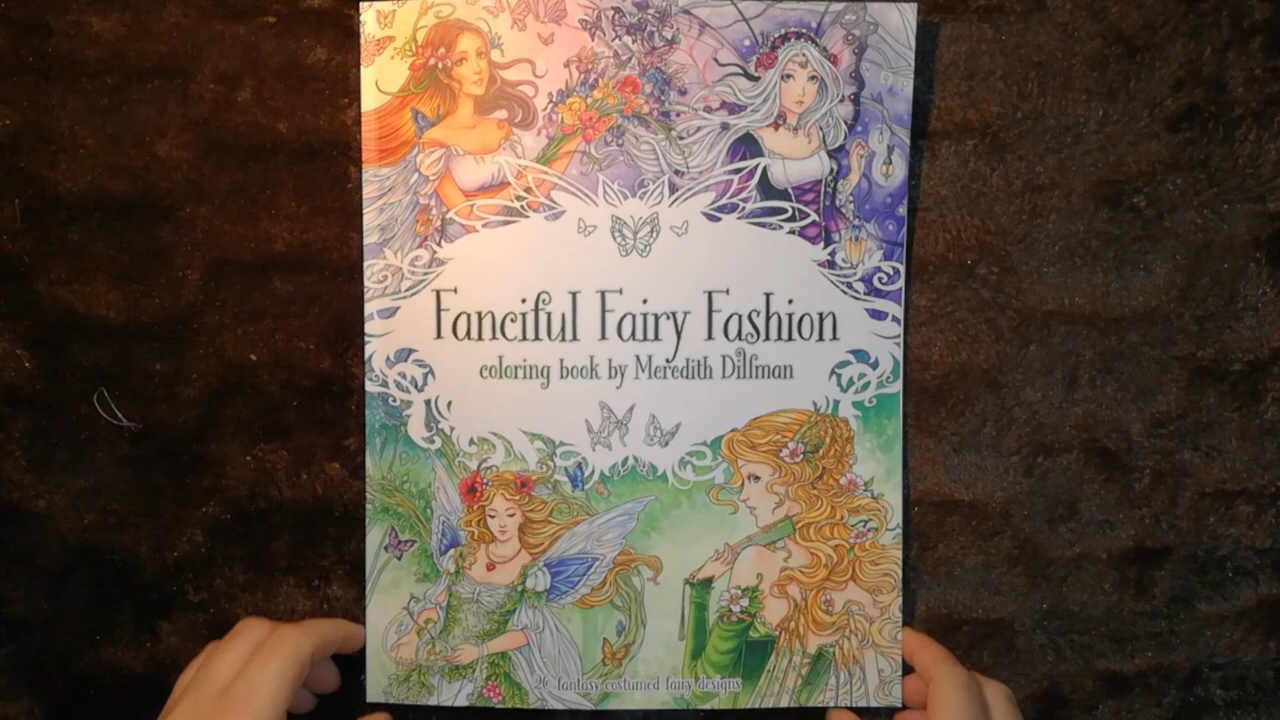 Fanciful Fairy Fashion
coloring book by Meredith Dillman
26 fantasy costumed fairy designs